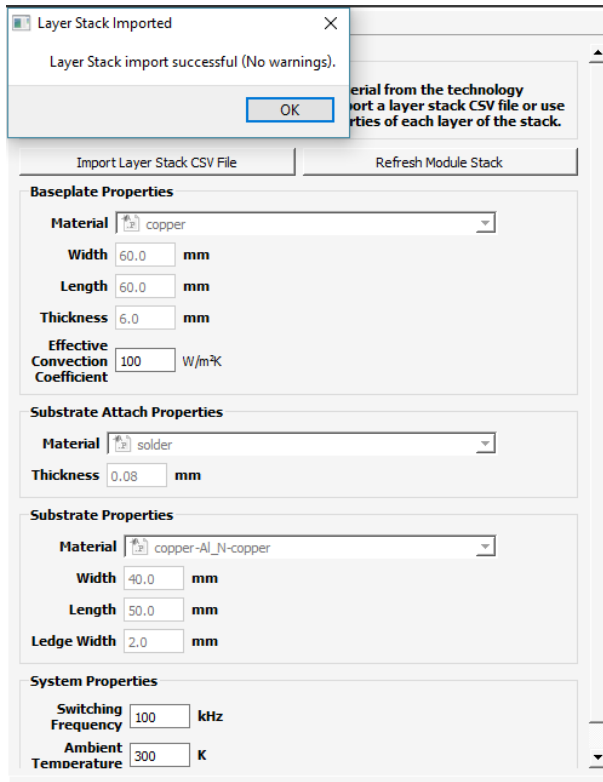 Layer Stack Imported
Layer Stack import successful (No warnings).
OK
erial from the technology
ort a layer stack CSV file or use
rties of each layer of the stack.
Import Layer Stack CSV File
Refresh Module Stack
Baseplate Properties
Material copper
Width 60.0 mm
Length 60.0 mm
Thickness 6.0 mm
Effective
Convection 100 W/m²K
Coefficient
Substrate Attach Properties
Material solder
Thickness 0.08 mm
Substrate Properties
Material copper-Al_N-copper
Width 40.0 mm
Length 50.0 mm
Ledge Width 2.0 mm
System Properties
Switching
Frequency 100 kHz
Ambient
Temperature 300 K